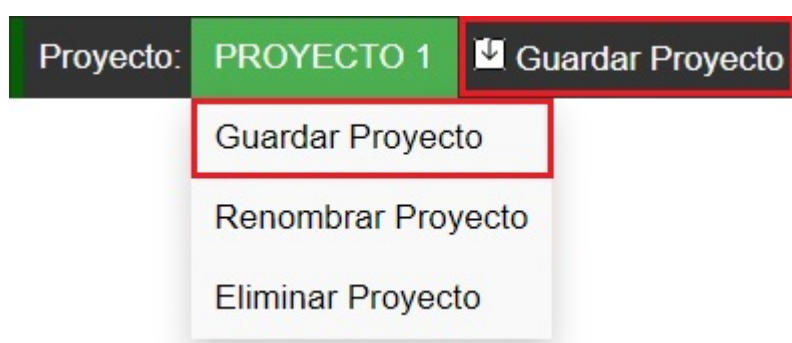 Proyecto: PROYECTO 1 Guardar Proyecto
Guardar Proyecto
Renombrar Proyecto
Eliminar Proyecto